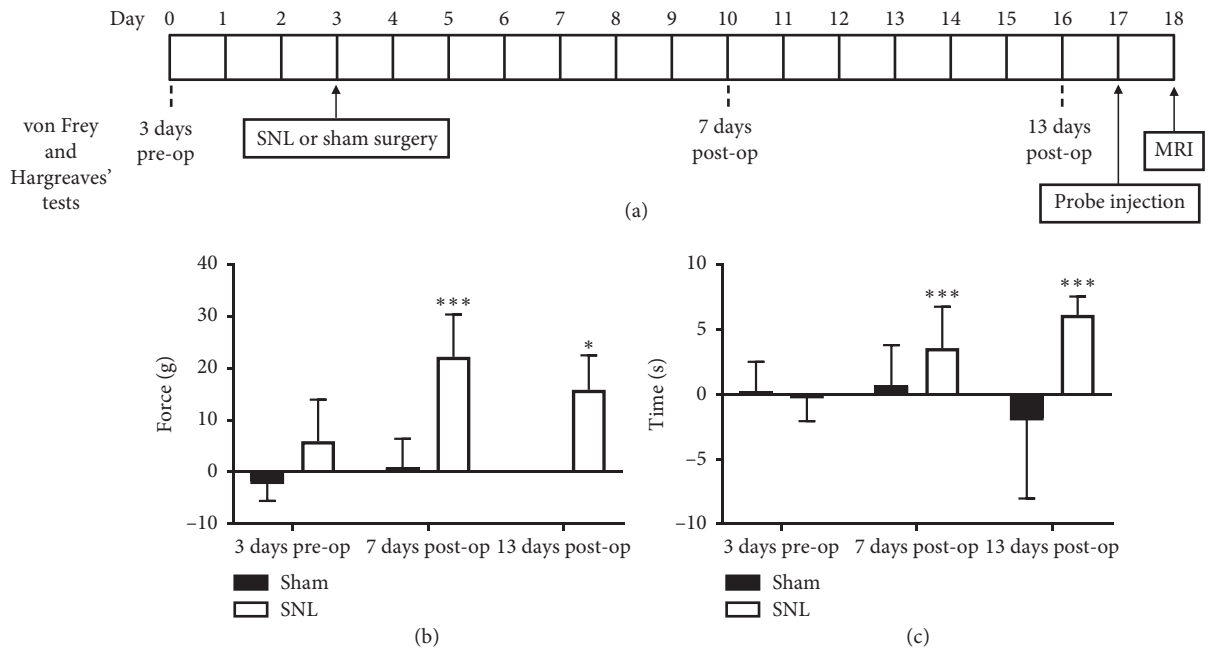 Day 0 1 2 3 4 5 6 7 8 9 10 11 12 13 14 15 16 17 18
von Frey
and
Hargreaves’
tests
3 days
pre-op
SNL or sham surgery
7 days
post-op
13 days
post-op
MRI
Probe injection
(a)
40
30
20
10
0
–10
Force (g)
***
*
3 days pre-op 7 days post-op 13 days post-op
Sham
SNL
(b)
10
5
0
–5
–10
Time (s)
***
***
3 days pre-op 7 days post-op 13 days post-op
Sham
SNL
(c)